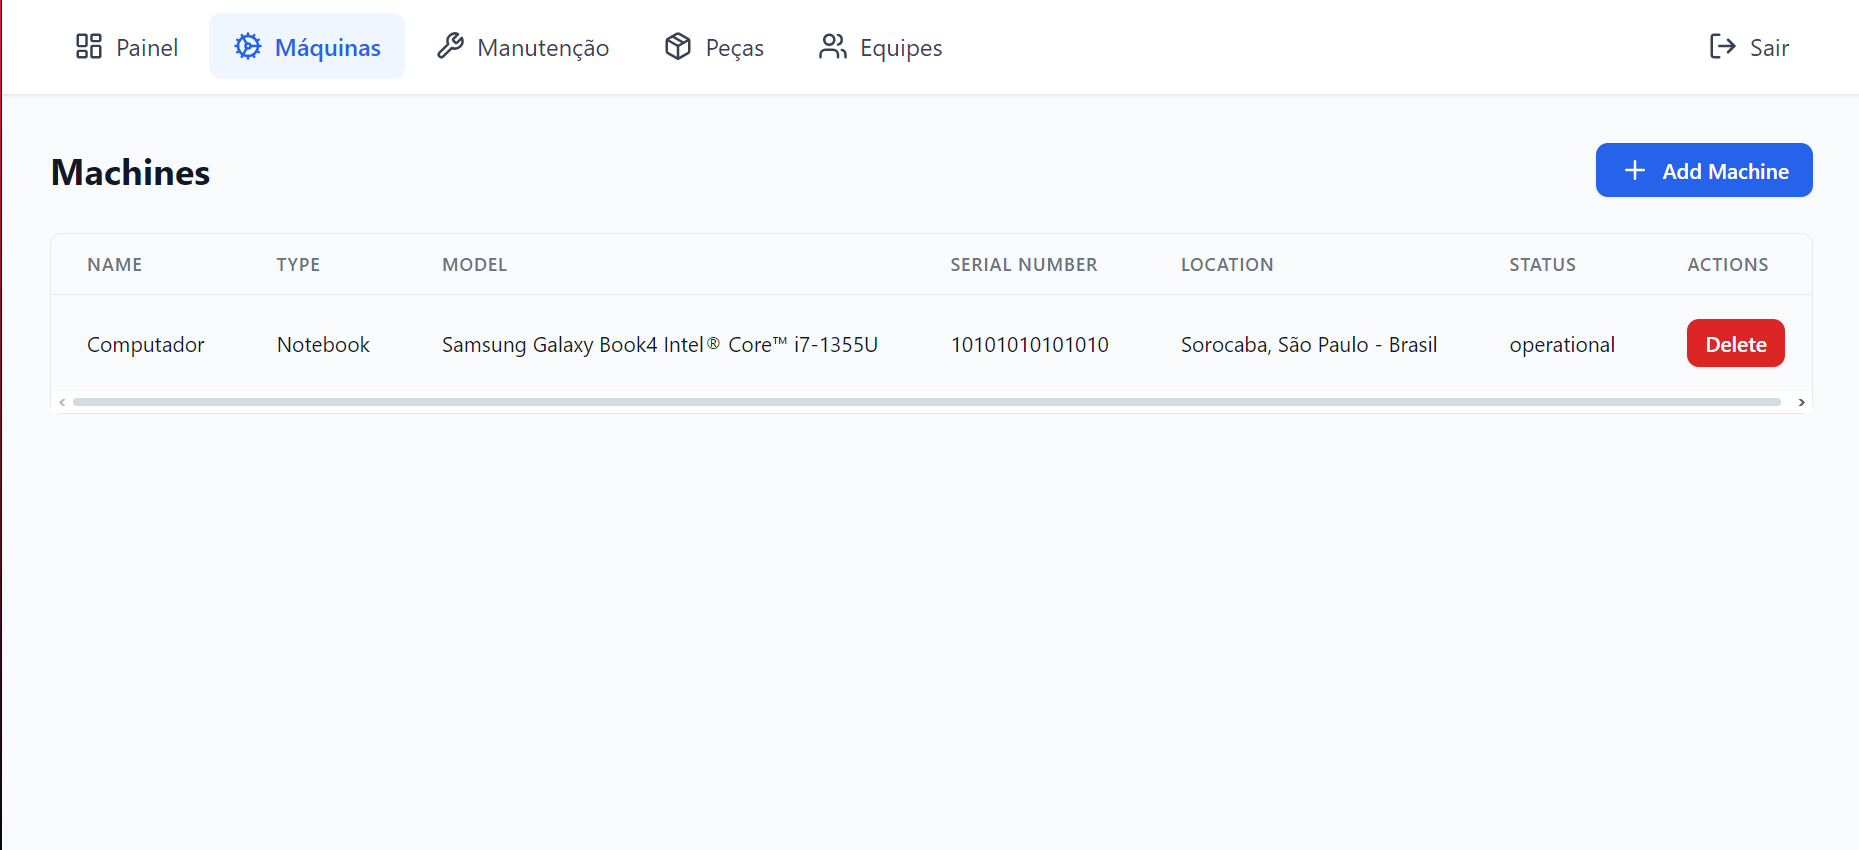 Painel Máquinas Manutenção Peças Equipes Sair
Machines
Add Machine
NAME TYPE MODEL SERIAL NUMBER LOCATION STATUS ACTIONS
Computador Notebook Samsung Galaxy Book4 Intel® Core™ i7-1355U 10101010101010 Sorocaba, São Paulo - Brasil operational Delete